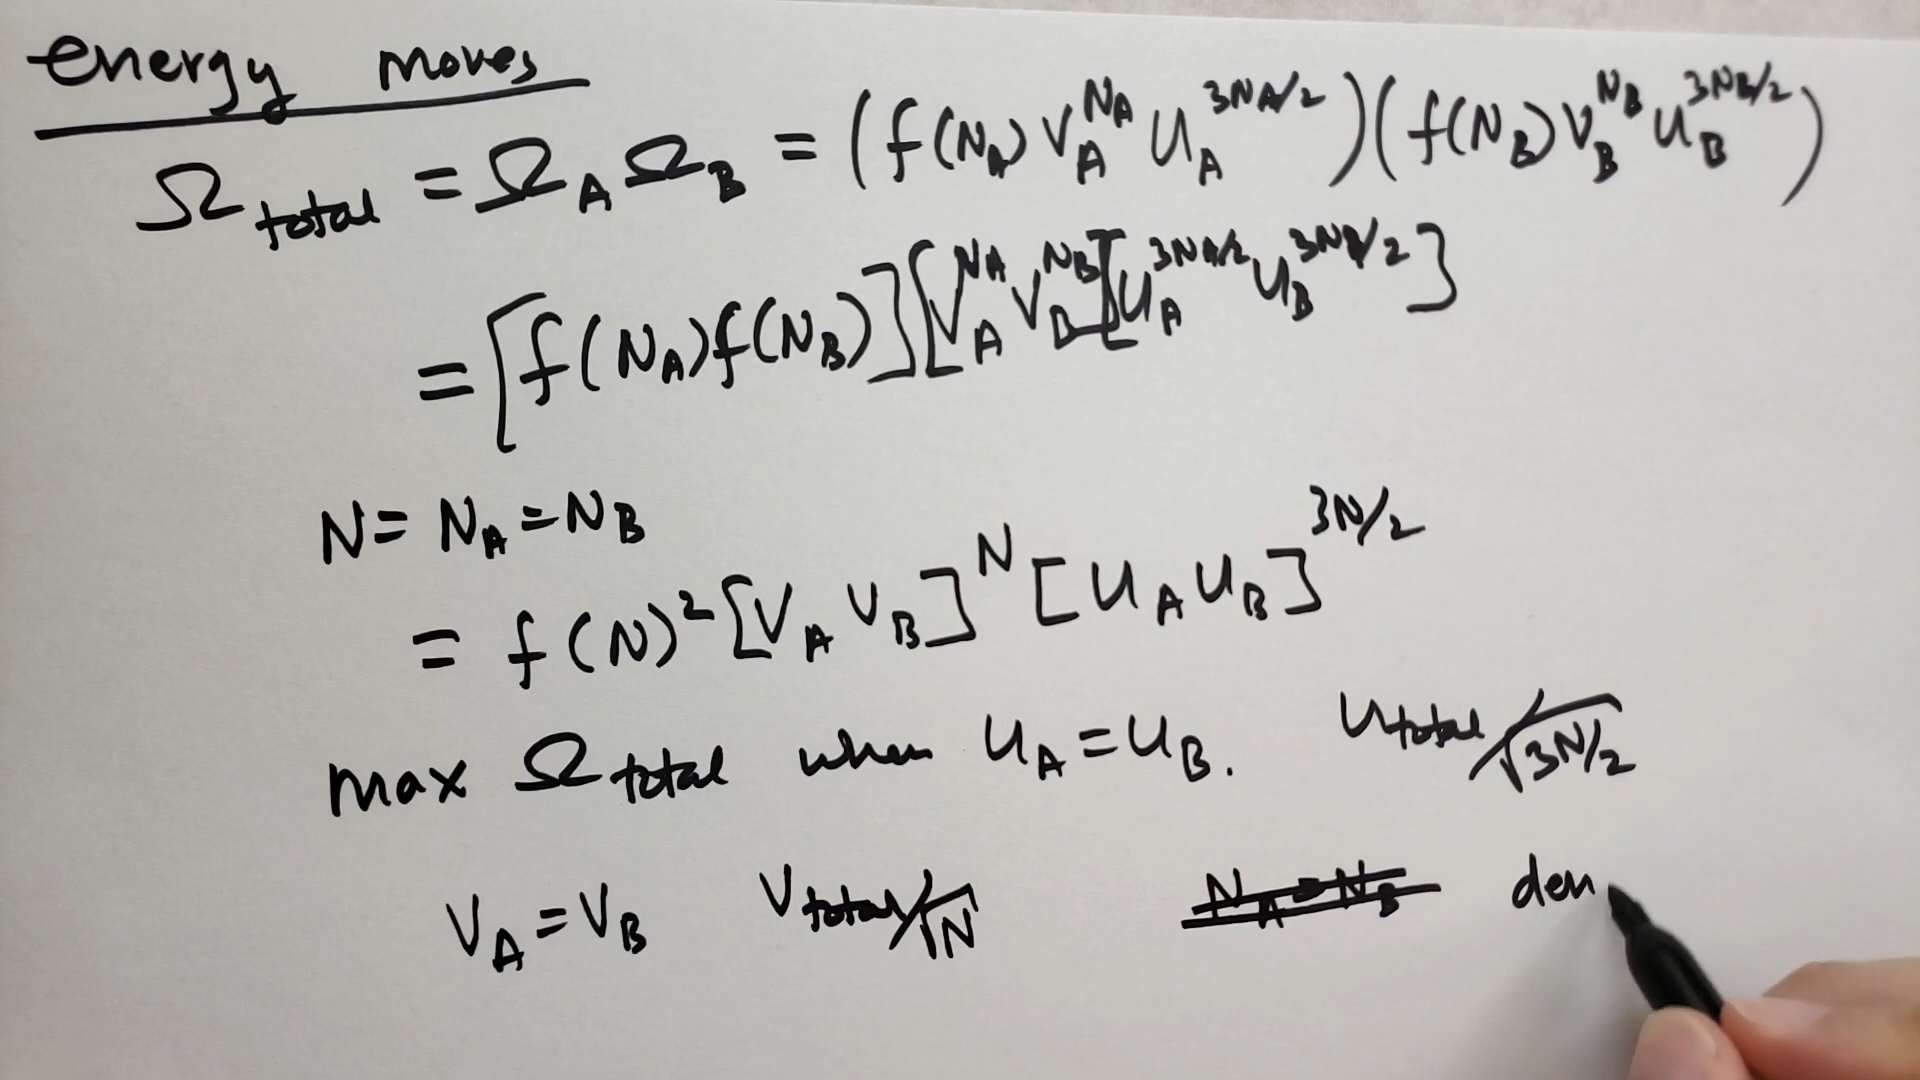 energy moves
Ω_total = Ω_A Ω_B = (f(N_A) V_A^{N_A} U_A^{3N_A/2})(f(N_B) V_B^{N_B} U_B^{3N_B/2})
= [f(N_A)f(N_B)][V_A^{N_A} V_B^{N_B}][U_A^{3N_A/2} U_B^{3N_B/2}]
N = N_A = N_B
= f(N)^2 [V_A V_B]^N [U_A U_B]^{3N/2}
max Ω_total when U_A = U_B. U_total/√(3N/2)
V_A = V_B V_total/√N N_A = N_B den